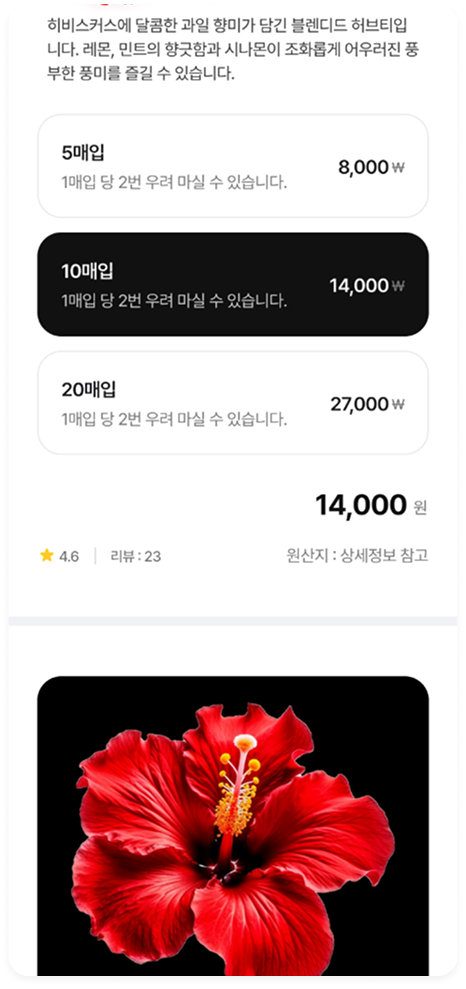 히비스커스에 달콤한 과일 향미가 담긴 블렌디드 허브티입
니다. 레몬, 민트의 향긋함과 시나몬이 조화롭게 어우러진 풍
부한 풍미를 즐길 수 있습니다.
5매입
1매입 당 2번 우려 마실 수 있습니다.
8,000₩
10매입
1매입 당 2번 우려 마실 수 있습니다.
14,000₩
20매입
1매입 당 2번 우려 마실 수 있습니다.
27,000₩
14,000 원
4.6 | 리뷰 : 23
원산지 : 상세정보 참고